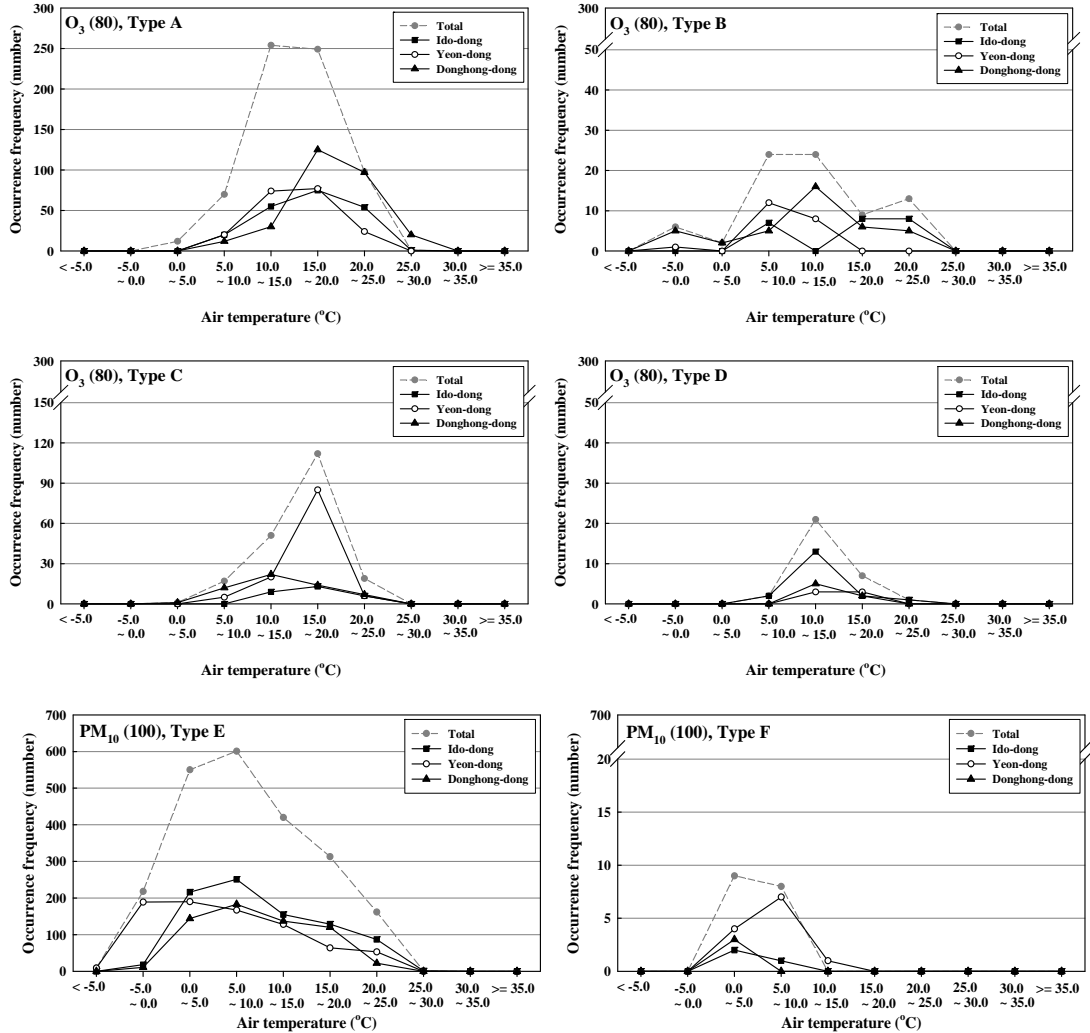 O3 (80), Type A
Total
Ido-dong
Yeon-dong
Donghong-dong
Occurrence frequency (number)
300
250
200
150
100
50
0
< -5.0 -5.0 0.0 5.0 10.0 15.0 20.0 25.0 30.0 >= 35.0
~ 0.0 ~ 5.0 ~ 10.0 ~ 15.0 ~ 20.0 ~ 25.0 ~ 30.0 ~ 35.0
Air temperature (oC)
O3 (80), Type B
Total
Ido-dong
Yeon-dong
Donghong-dong
Occurrence frequency (number)
300
50
40
30
20
10
0
< -5.0 -5.0 0.0 5.0 10.0 15.0 20.0 25.0 30.0 >= 35.0
~ 0.0 ~ 5.0 ~ 10.0 ~ 15.0 ~ 20.0 ~ 25.0 ~ 30.0 ~ 35.0
Air temperature (oC)
O3 (80), Type C
Total
Ido-dong
Yeon-dong
Donghong-dong
Occurrence frequency (number)
300
150
120
90
60
30
0
< -5.0 -5.0 0.0 5.0 10.0 15.0 20.0 25.0 30.0 >= 35.0
~ 0.0 ~ 5.0 ~ 10.0 ~ 15.0 ~ 20.0 ~ 25.0 ~ 30.0 ~ 35.0
Air temperature (oC)
O3 (80), Type D
Total
Ido-dong
Yeon-dong
Donghong-dong
Occurrence frequency (number)
300
50
40
30
20
10
0
< -5.0 -5.0 0.0 5.0 10.0 15.0 20.0 25.0 30.0 >= 35.0
~ 0.0 ~ 5.0 ~ 10.0 ~ 15.0 ~ 20.0 ~ 25.0 ~ 30.0 ~ 35.0
Air temperature (oC)
PM10 (100), Type E
Total
Ido-dong
Yeon-dong
Donghong-dong
Occurrence frequency (number)
700
600
500
400
300
200
100
0
< -5.0 -5.0 0.0 5.0 10.0 15.0 20.0 25.0 30.0 >= 35.0
~ 0.0 ~ 5.0 ~ 10.0 ~ 15.0 ~ 20.0 ~ 25.0 ~ 30.0 ~ 35.0
Air temperature (oC)
PM10 (100), Type F
Total
Ido-dong
Yeon-dong
Donghong-dong
Occurrence frequency (number)
700
20
15
10
5
0
< -5.0 -5.0 0.0 5.0 10.0 15.0 20.0 25.0 30.0 >= 35.0
~ 0.0 ~ 5.0 ~ 10.0 ~ 15.0 ~ 20.0 ~ 25.0 ~ 30.0 ~ 35.0
Air temperature (oC)